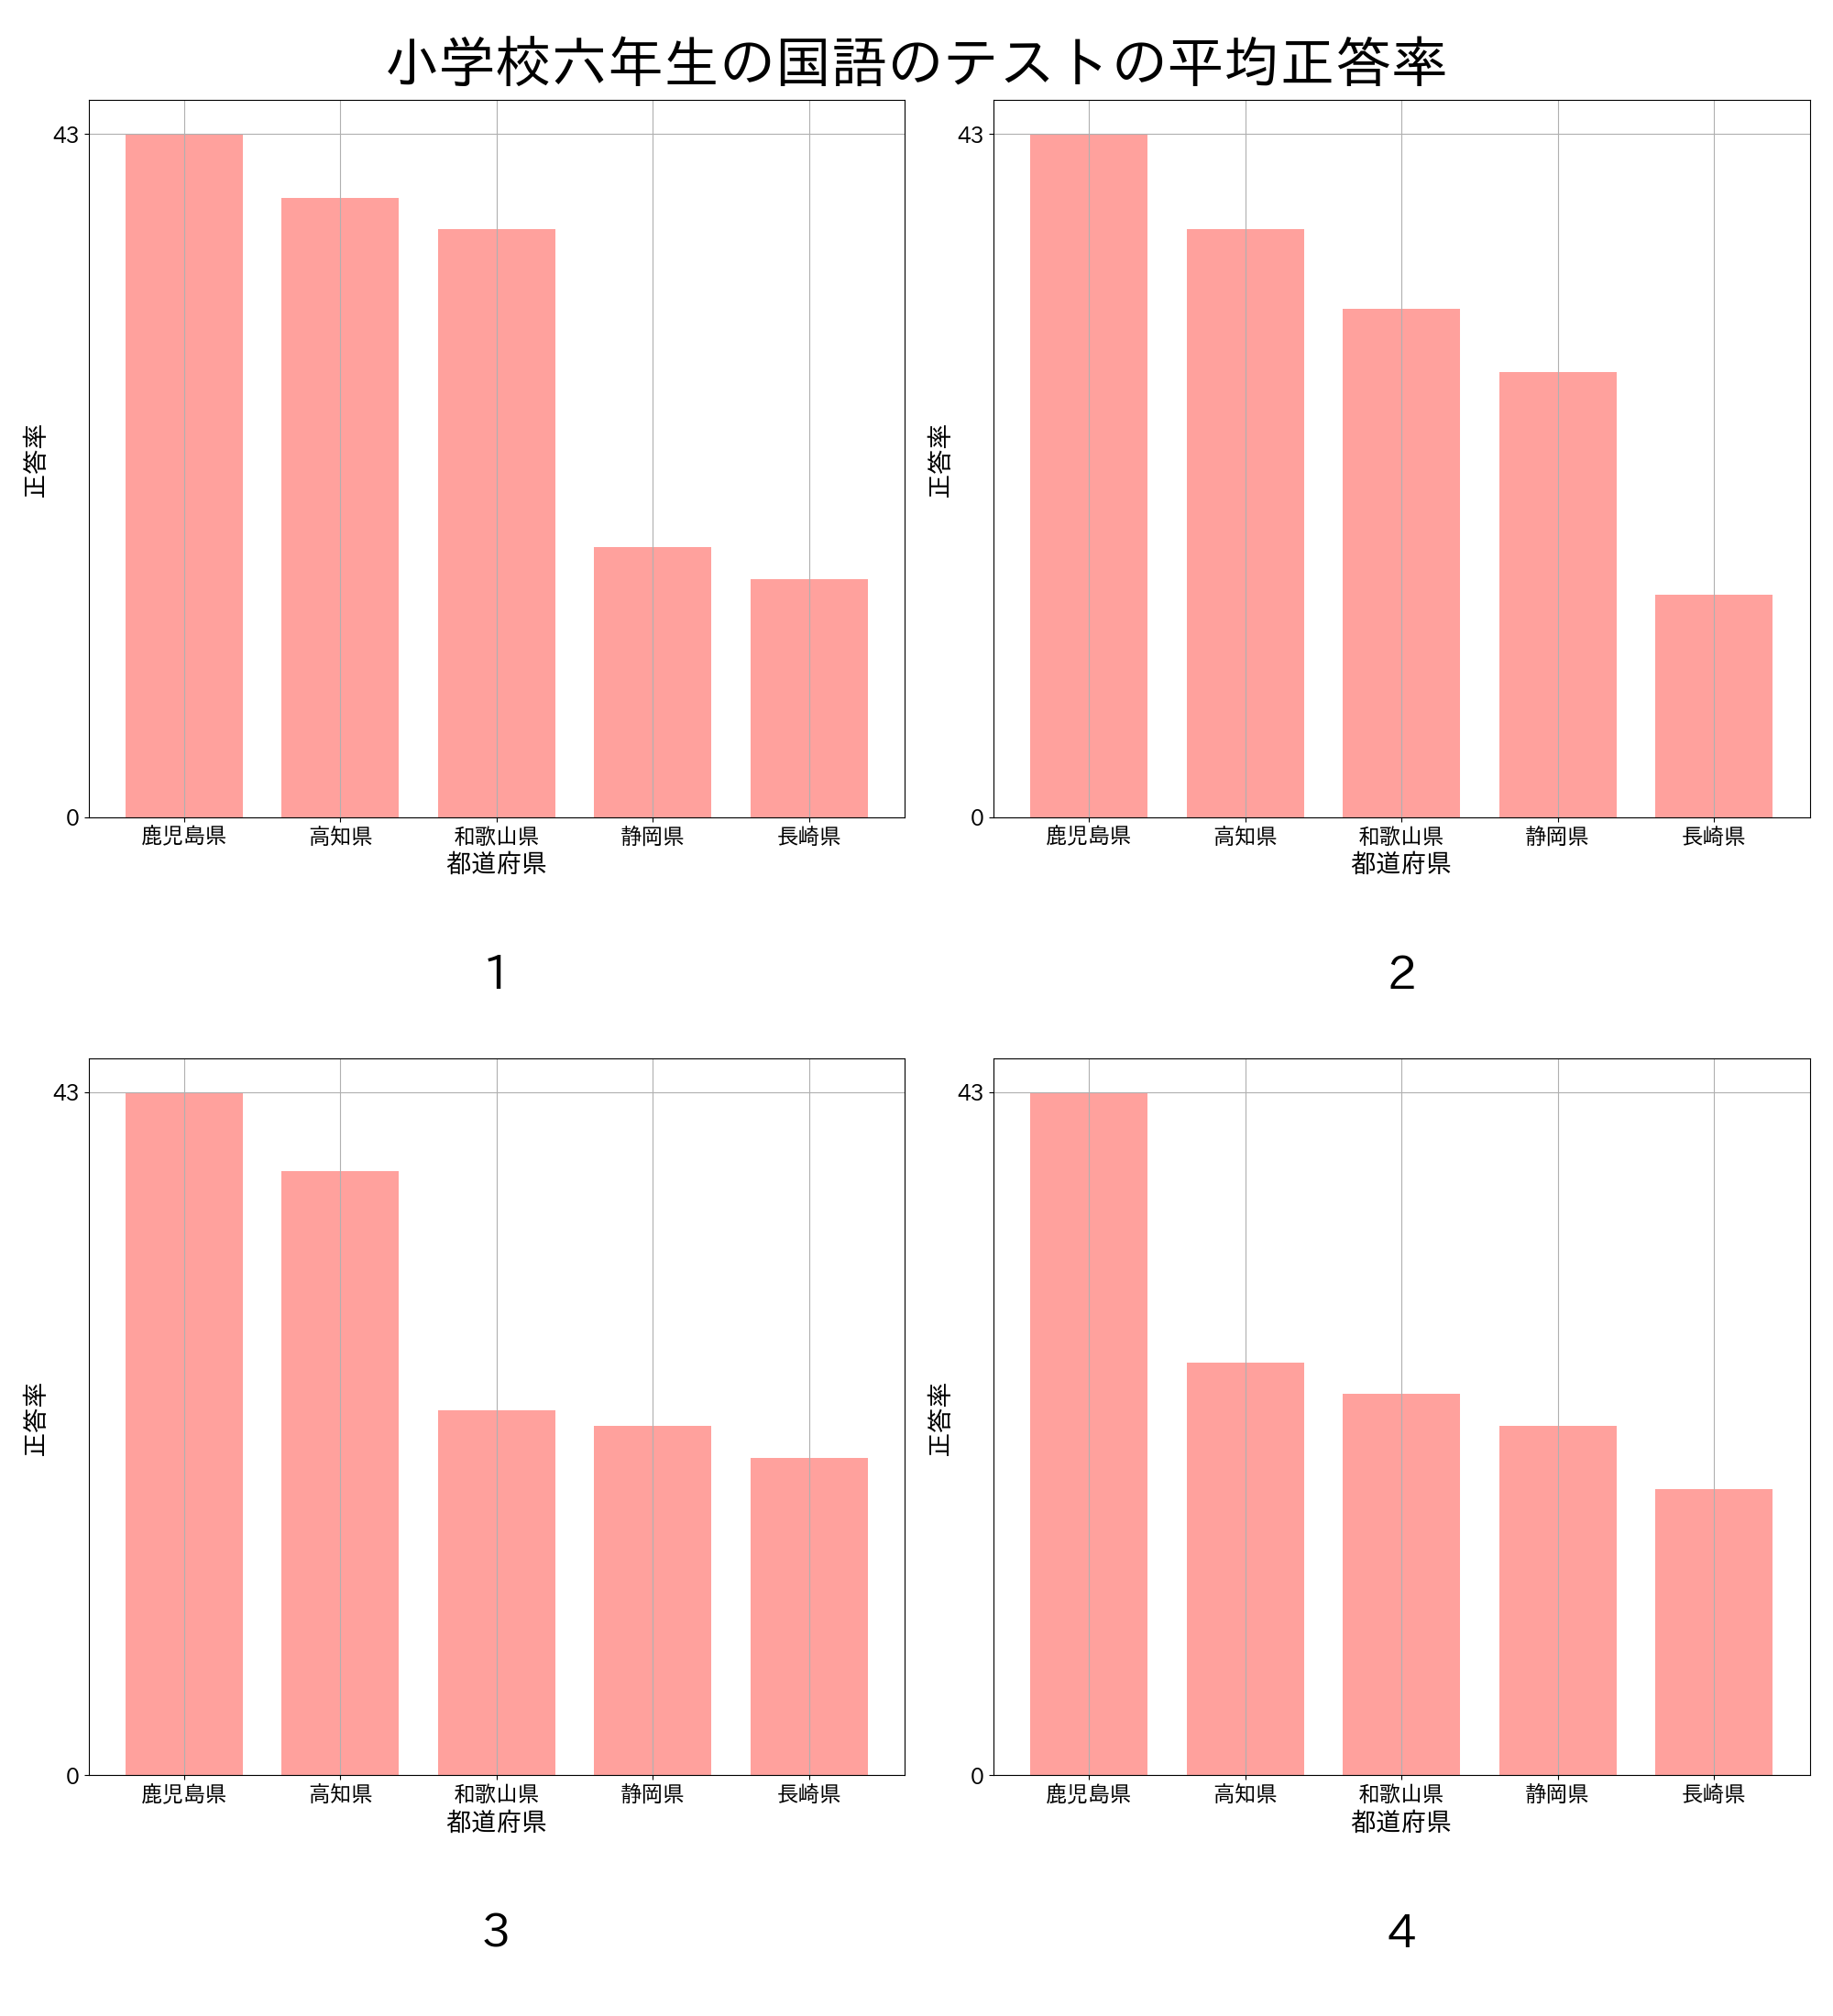 小学校六年生の国語のテストの平均正答率
43
正答率
0
鹿児島県 高知県 和歌山県 静岡県 長崎県
都道府県
1
43
正答率
0
鹿児島県 高知県 和歌山県 静岡県 長崎県
都道府県
2
43
正答率
0
鹿児島県 高知県 和歌山県 静岡県 長崎県
都道府県
3
43
正答率
0
鹿児島県 高知県 和歌山県 静岡県 長崎県
都道府県
4